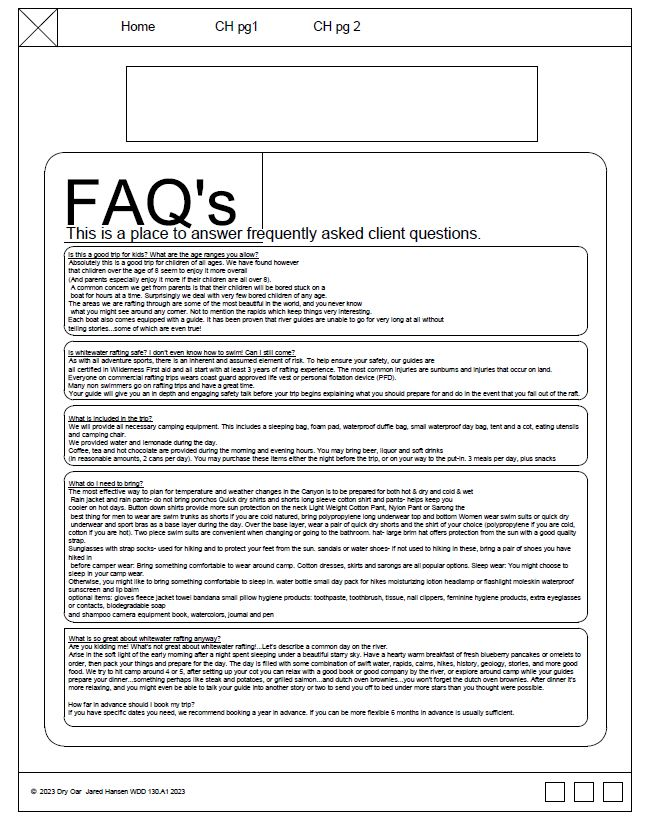 Home CH pg1 CH pg 2
FAQ's
This is a place to answer frequently asked client questions.
Is this a good trip for kids? What are the age ranges you allow?
Absolutely this is a good trip for children of all ages. We have found however
that children over the age of 8 seem to enjoy it more overall
(And parents especially enjoy it more if their children are all over 8).
A common concern we get from parents is that their children will be bored stuck on a
boat for hours at a time. Surprisingly we deal with very few bored children of any age.
The areas we are rafting through are some of the most beautiful in the world, and you never know
what you might see around any corner. Not to mention the rapids which keep things very interesting.
Each boat also comes equipped with a guide. It has been proven that river guides are unable to go for very long at all without
telling stories...some of which are even true!
Is whitewater rafting safe? I don't even know how to swim! Can I still come?
As with all adventure sports, there is an inherent and assumed element of risk. To help ensure your safety, our guides are
all certified in Wilderness First aid and all start with at least 3 years of rafting experience. The most common injuries are sunburns and injuries that occur on land.
Everyone on commercial rafting trips wears coast guard approved life vest or personal flotation device (PFD).
Many non swimmers go on rafting trips and have a great time.
Your guide will give you an in depth and engaging safety talk before your trip begins explaining what you should prepare for and do in the event that you fall out of the raft.
What is included in the trip?
We will provide all necessary camping equipment. This includes a sleeping bag, foam pad, waterproof duffle bag, small waterproof day bag, tent and a cot, eating utensils
and camping chair.
We provided water and lemonade during the day.
Coffee, tea and hot chocolate are provided during the morning and evening hours. You may bring beer, liquor and soft drinks
(in reasonable amounts, 2 cans per day). You may purchase these items either the night before the trip, or on your way to the put-in. 3 meals per day, plus snacks
What do I need to bring?
The most effective way to plan for temperature and weather changes in the Canyon is to be prepared for both hot & dry and cold & wet
Rain jacket and rain pants- do not bring ponchos Quick dry shirts and shorts long sleeve cotton shirt and pants- helps keep you
cooler on hot days. Button down shirts provide more sun protection on the neck Light Weight Cotton Pant, Nylon Pant or Sarong the
best thing for men to wear are swim trunks as shorts if you are cold natured, bring polypropylene long underwear top and bottom Women wear swim suits or quick dry
underwear and sport bras as a base layer during the day. Over the base layer, wear a pair of quick dry shorts and the shirt of your choice (polypropylene if you are cold,
cotton if you are hot). Two piece swim suits are convenient when changing or going to the bathroom. hat- large brim hat offers protection from the sun with a good quality
strap.
Sunglasses with strap socks- used for hiking and to protect your feet from the sun. sandals or water shoes- if not used to hiking in these, bring a pair of shoes you have
hiked in
before camper wear: Bring something comfortable to wear around camp. Cotton dresses, skirts and sarongs are all popular options. Sleep wear: You might choose to
sleep in your camp wear.
Otherwise, you might like to bring something comfortable to sleep in. water bottle small day pack for hikes moisturizing lotion headlamp or flashlight moleskin waterproof
sunscreen and lip balm
optional items: gloves fleece jacket towel bandana small pillow hygiene products: toothpaste, toothbrush, tissue, nail clippers, feminine hygiene products, extra eyeglasses
or contacts, biodegradable soap
and shampoo camera equipment book, watercolors, journal and pen
What is so great about whitewater rafting anyway?
Are you kidding me! What's not great about whitewater rafting!...Let's describe a common day on the river.
Arise in the soft light of the early morning after a night spent sleeping under a beautiful starry sky. Have a hearty warm breakfast of fresh blueberry pancakes or omelets to
order, then pack your things and prepare for the day. The day is filled with some combination of swift water, rapids, calms, hikes, history, geology, stories, and more good
food. We try to hit camp around 4 or 5, after setting up your cot you can relax with a good book or good company by the river, or explore around camp while your guides
prepare your dinner...something perhaps like steak and potatoes, or grilled salmon...and dutch oven brownies...you won't forget the dutch oven brownies. After dinner it's
more relaxing, and you might even be able to talk your guide into another story or two to send you off to bed under more stars than you thought were possible.
How far in advance should I book my trip?
If you have specific dates you need, we recommend booking a year in advance. If you can be more flexible 6 months in advance is usually sufficient.
© 2023 Dry Oar Jared Hansen WDD 130.A1 2023